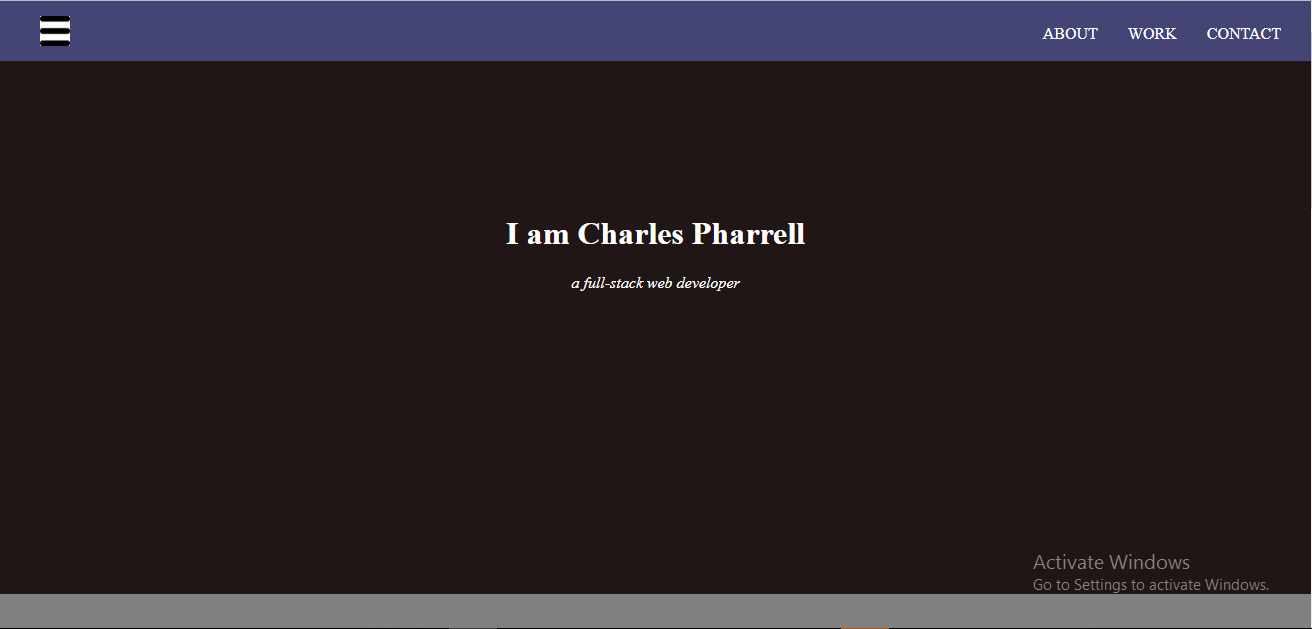 ABOUT WORK CONTACT
I am Charles Pharrell
a full-stack web developer
Activate Windows
Go to Settings to activate Windows.